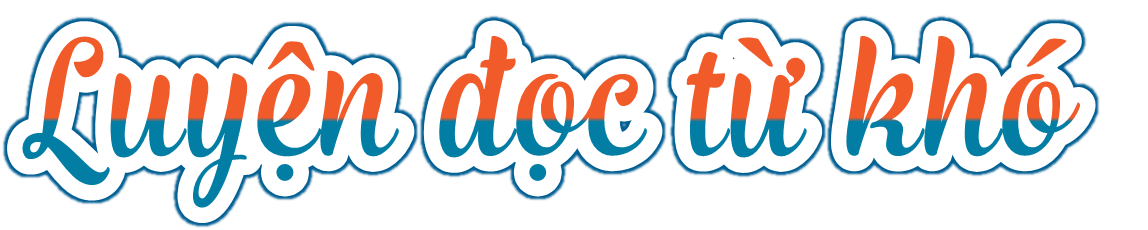 Luyện đọc từ khó